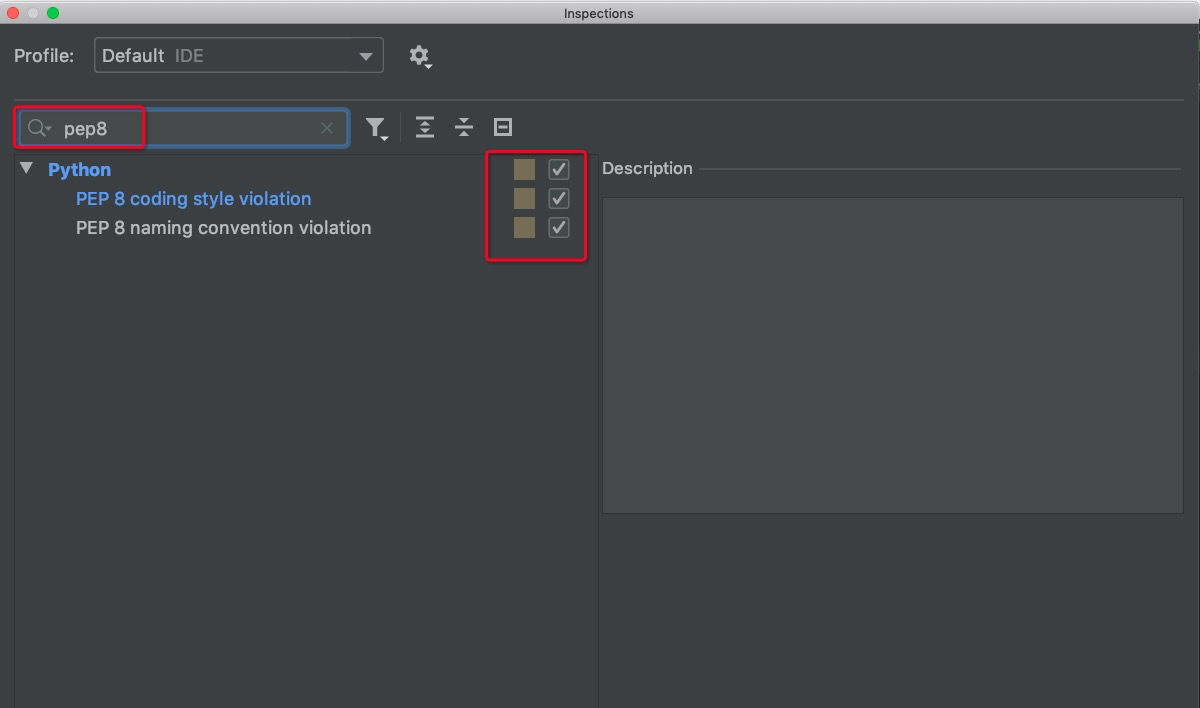 Inspections
Profile:
Default IDE
pep8
Python
PEP 8 coding style violation
PEP 8 naming convention violation
Description